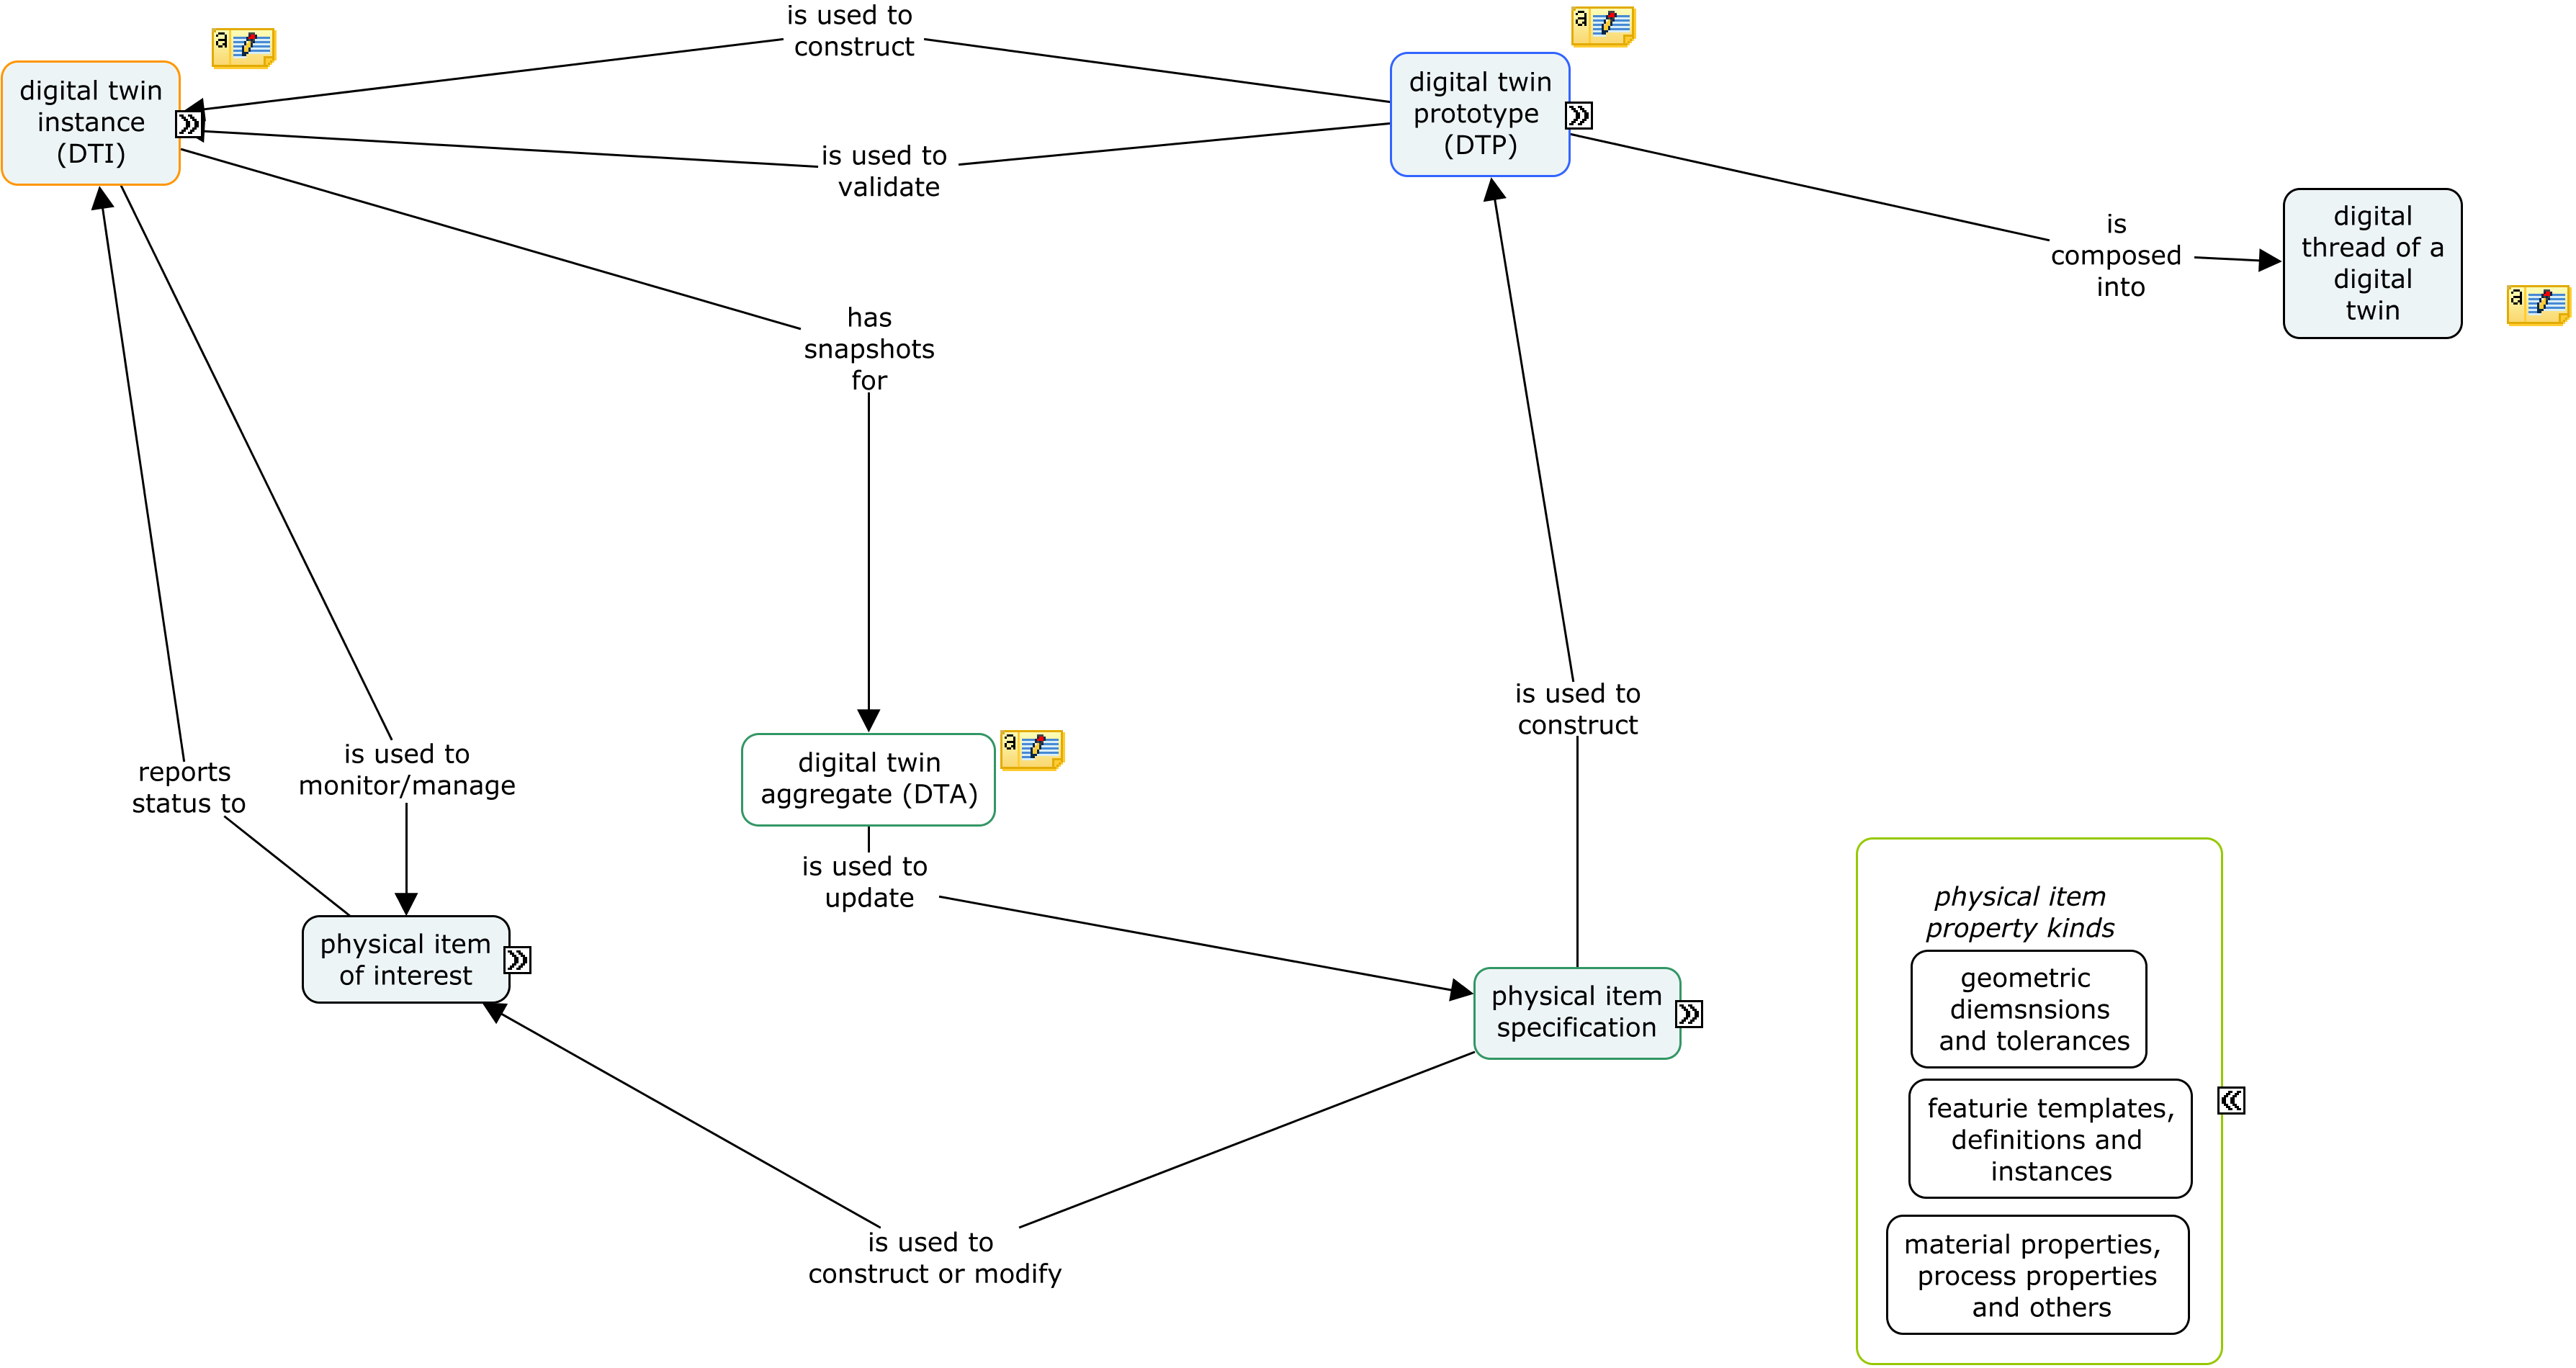 is used to
construct
digital twin
instance
(DTI)
digital twin
prototype
(DTP)
is used to
validate
is
composed
into
digital
thread of a
digital
twin
has
snapshots
for
is used to
construct
reports
status to
is used to
monitor/manage
digital twin
aggregate (DTA)
is used to
update
physical item
of interest
physical item
specification
is used to
construct or modify
physical item
property kinds
geometric
diemsnsions
and tolerances
featurie templates,
definitions and
instances
material properties,
process properties
and others
a
a
a
a